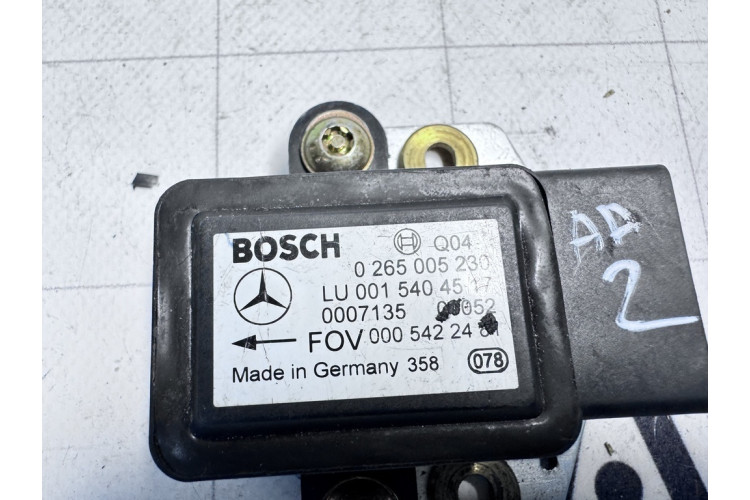 BOSCH Q04
0 265 005 230
LU 001 540 45 17
0007135
FOV 000 542 24
Made in Germany 358 078
AA
2